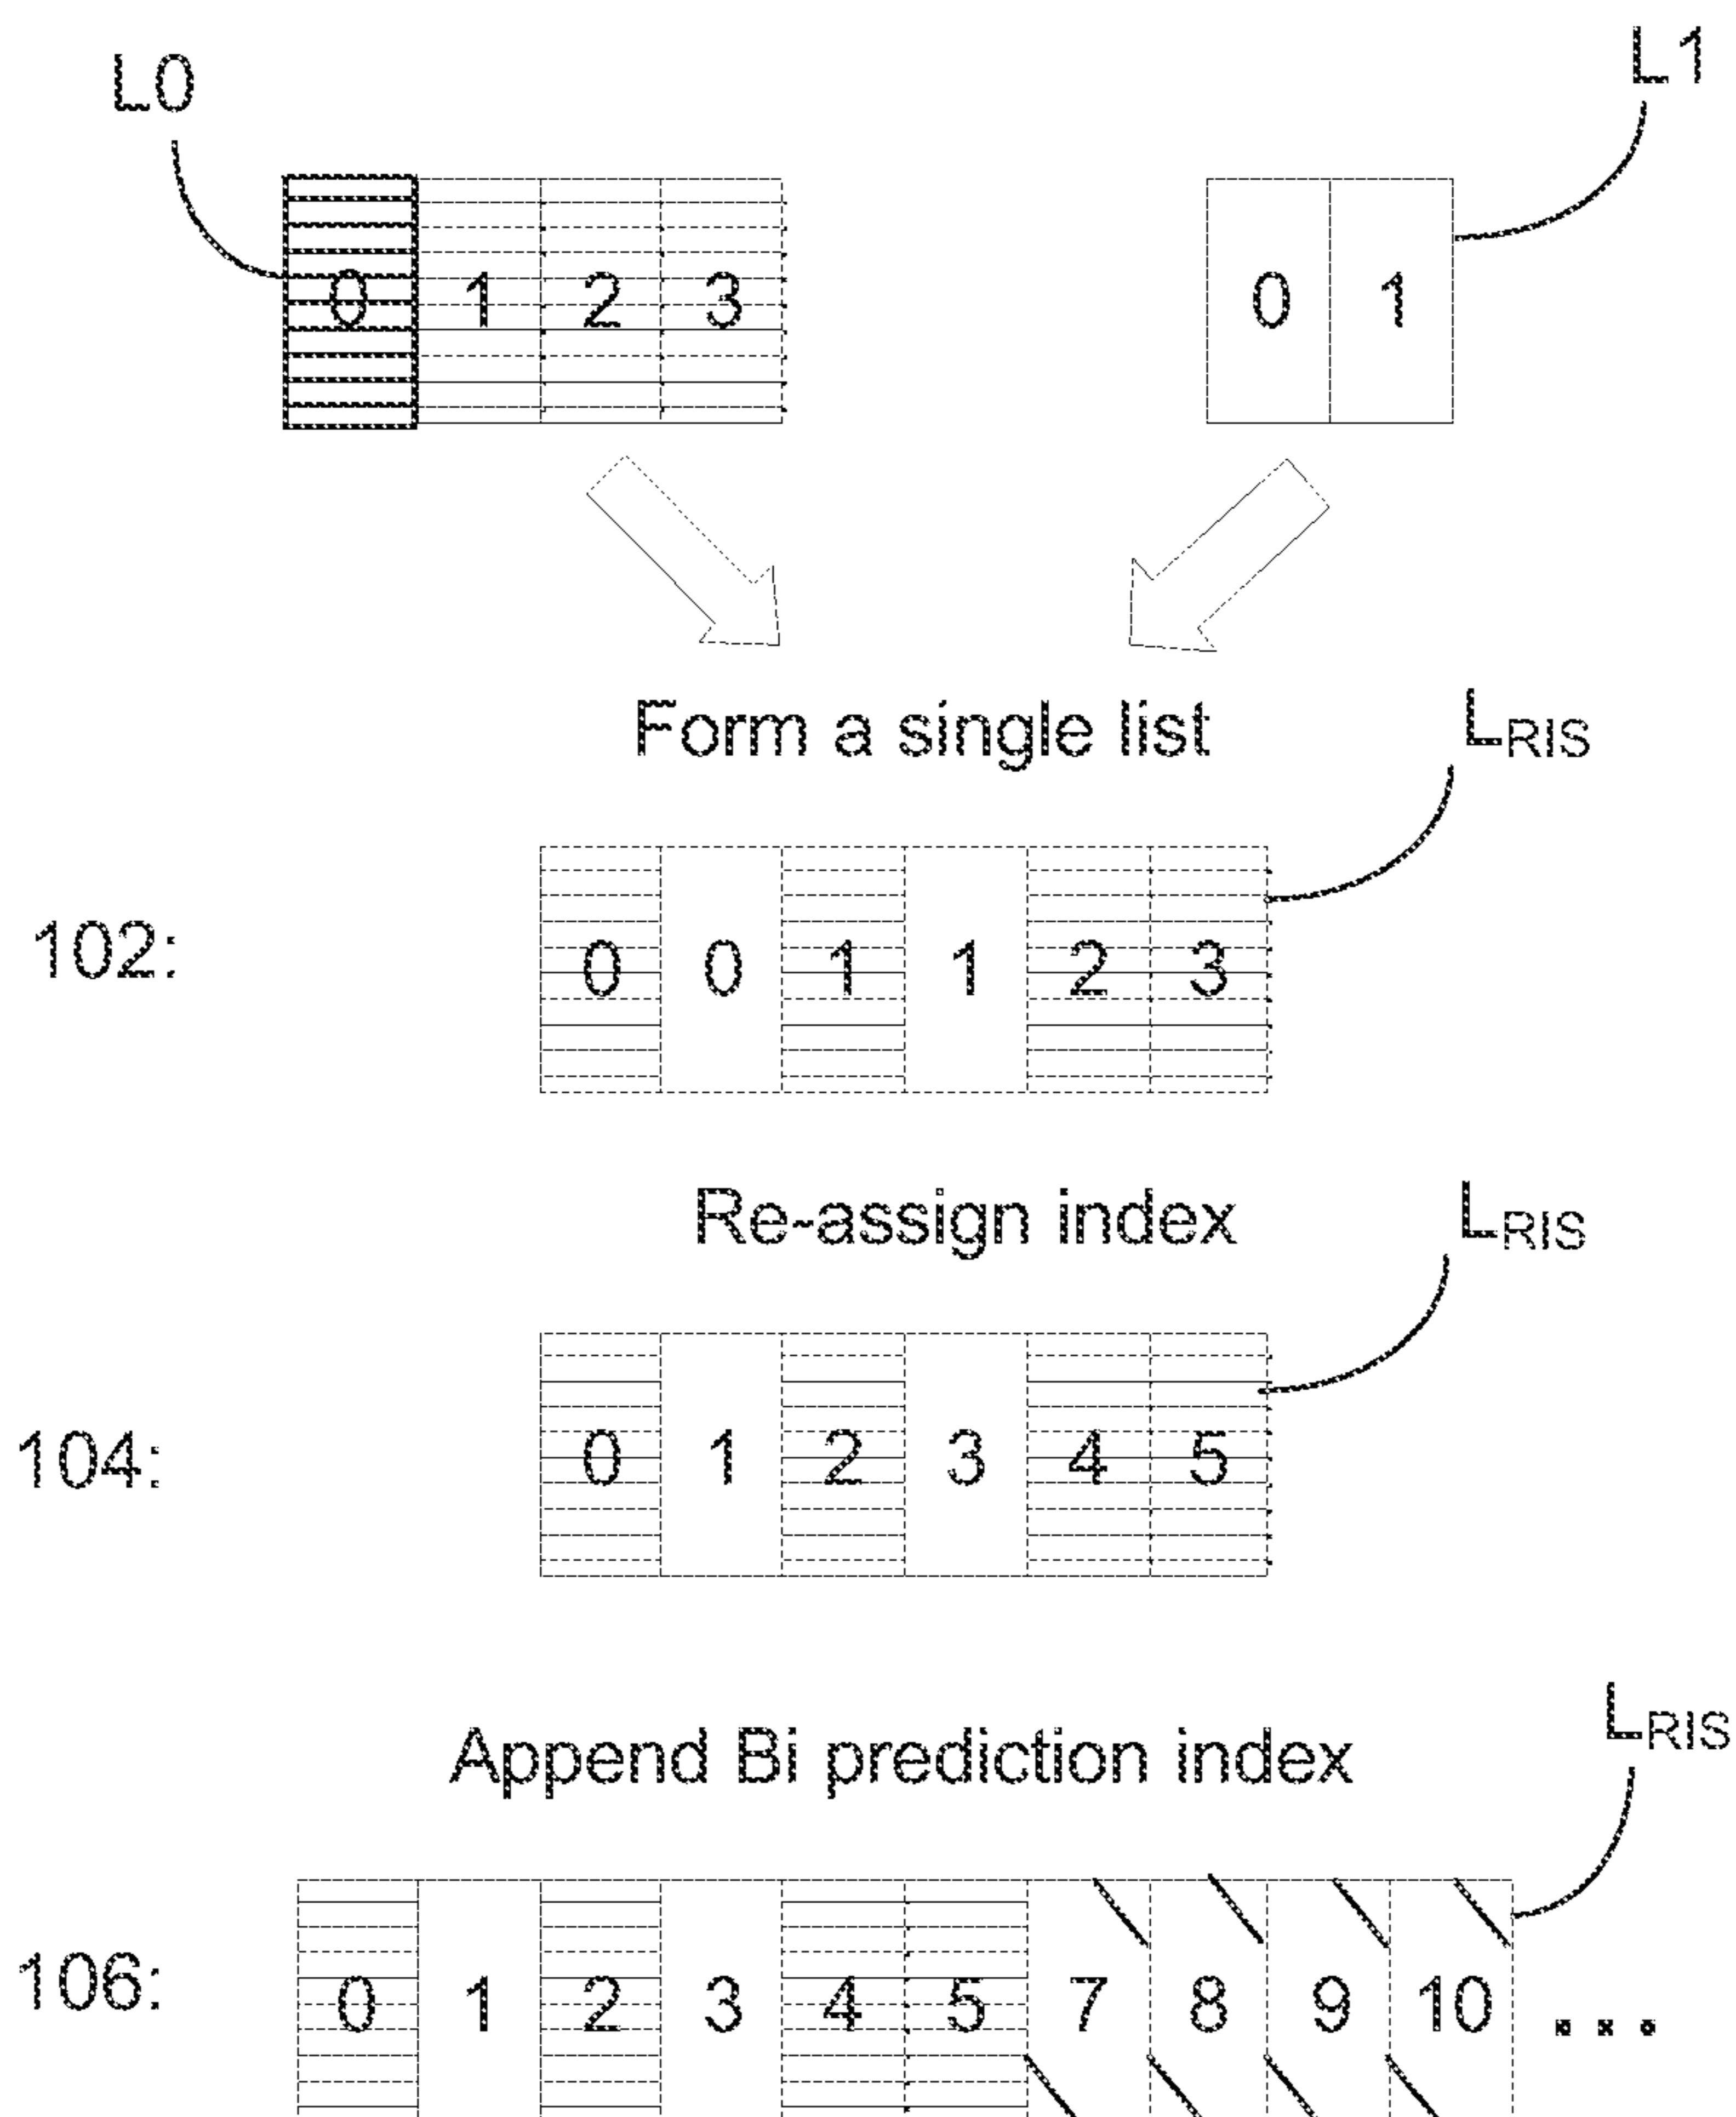 L0 L1
0 1 2 3 0 1
Form a single list LRIS
102: 0 0 1 1 2 3
Re-assign index LRIS
104: 0 1 2 3 4 5
Append Bi prediction index LRIS
106: 0 1 2 3 4 5 7 8 9 10 ...